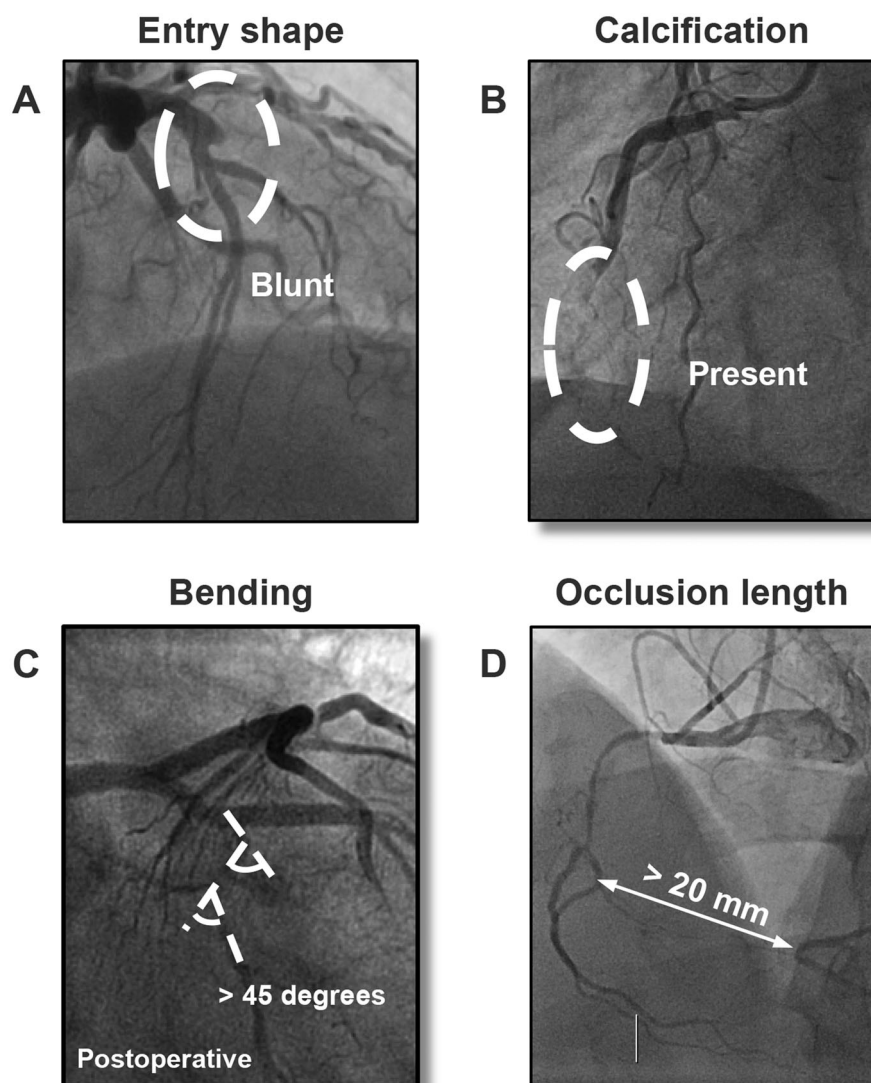 Entry shape
Calcification
A
B
Blunt
Present
Bending
Occlusion length
C
D
> 20 mm
> 45 degrees
Postoperative